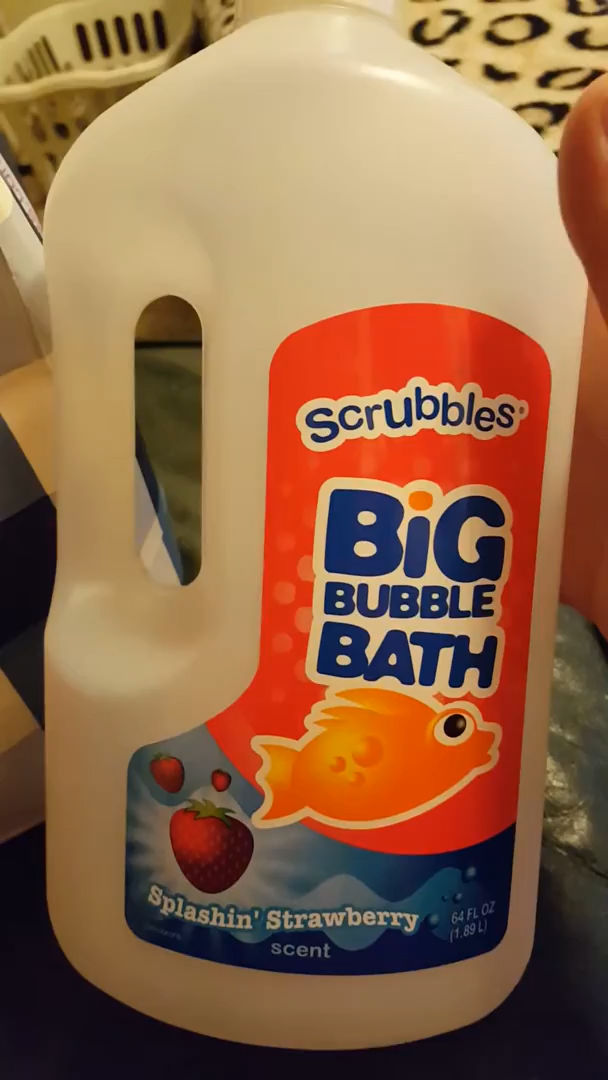 Scrubbles®
BiG
BUBBLE
BATH
Splashin' Strawberry
scent
64 FL OZ
(1.89 L)